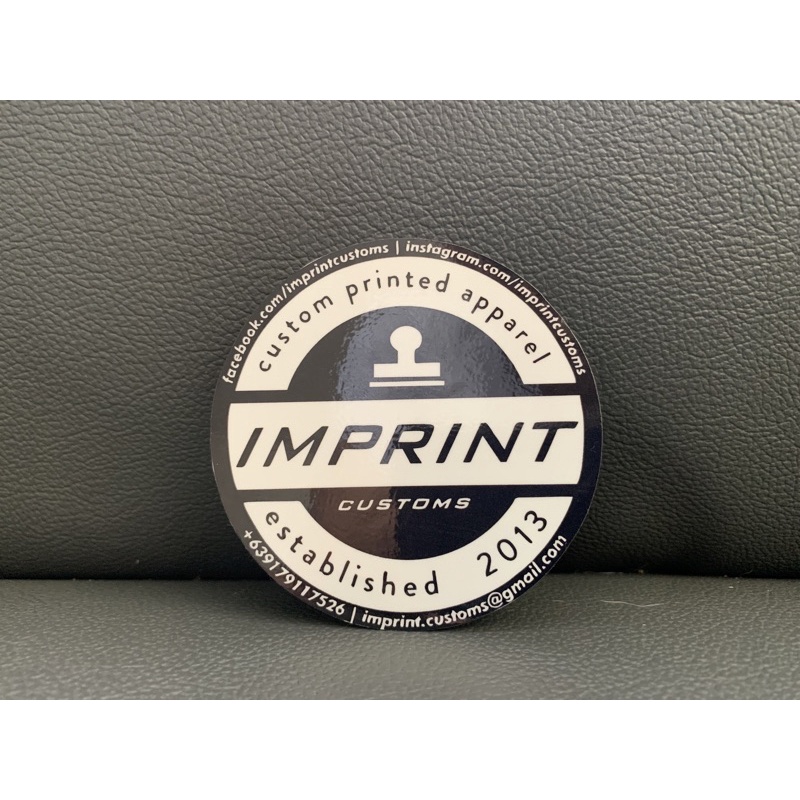 facebook.com/imprintcustoms | instagram.com/imprintcustoms
custom printed apparel
IMPRINT
CUSTOMS
established 2013
+639179117526 | imprint.customs@gmail.com